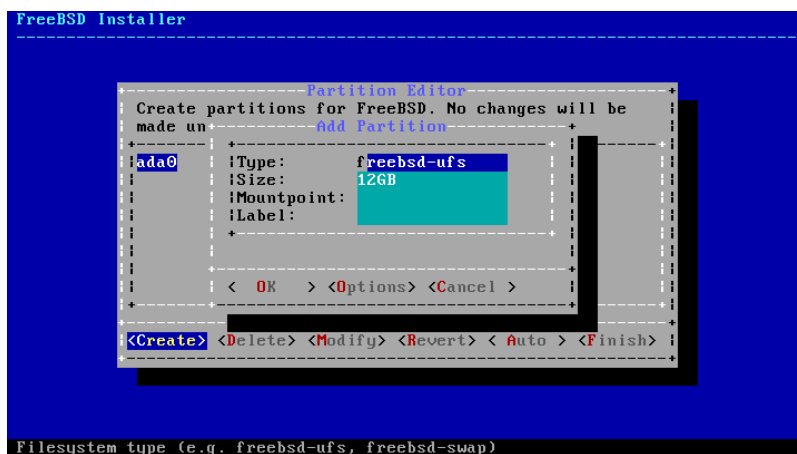 FreeBSD Installer
Partition Editor
Create partitions for FreeBSD. No changes will be
made un
Add Partition
ada0
Type: freebsd-ufs
Size: 12GB
Mountpoint:
Label:
< OK > <Options> <Cancel >
<Create> <Delete> <Modify> <Revert> < Auto > <Finish>
Filesystem type (e.g. freebsd-ufs, freebsd-swap)